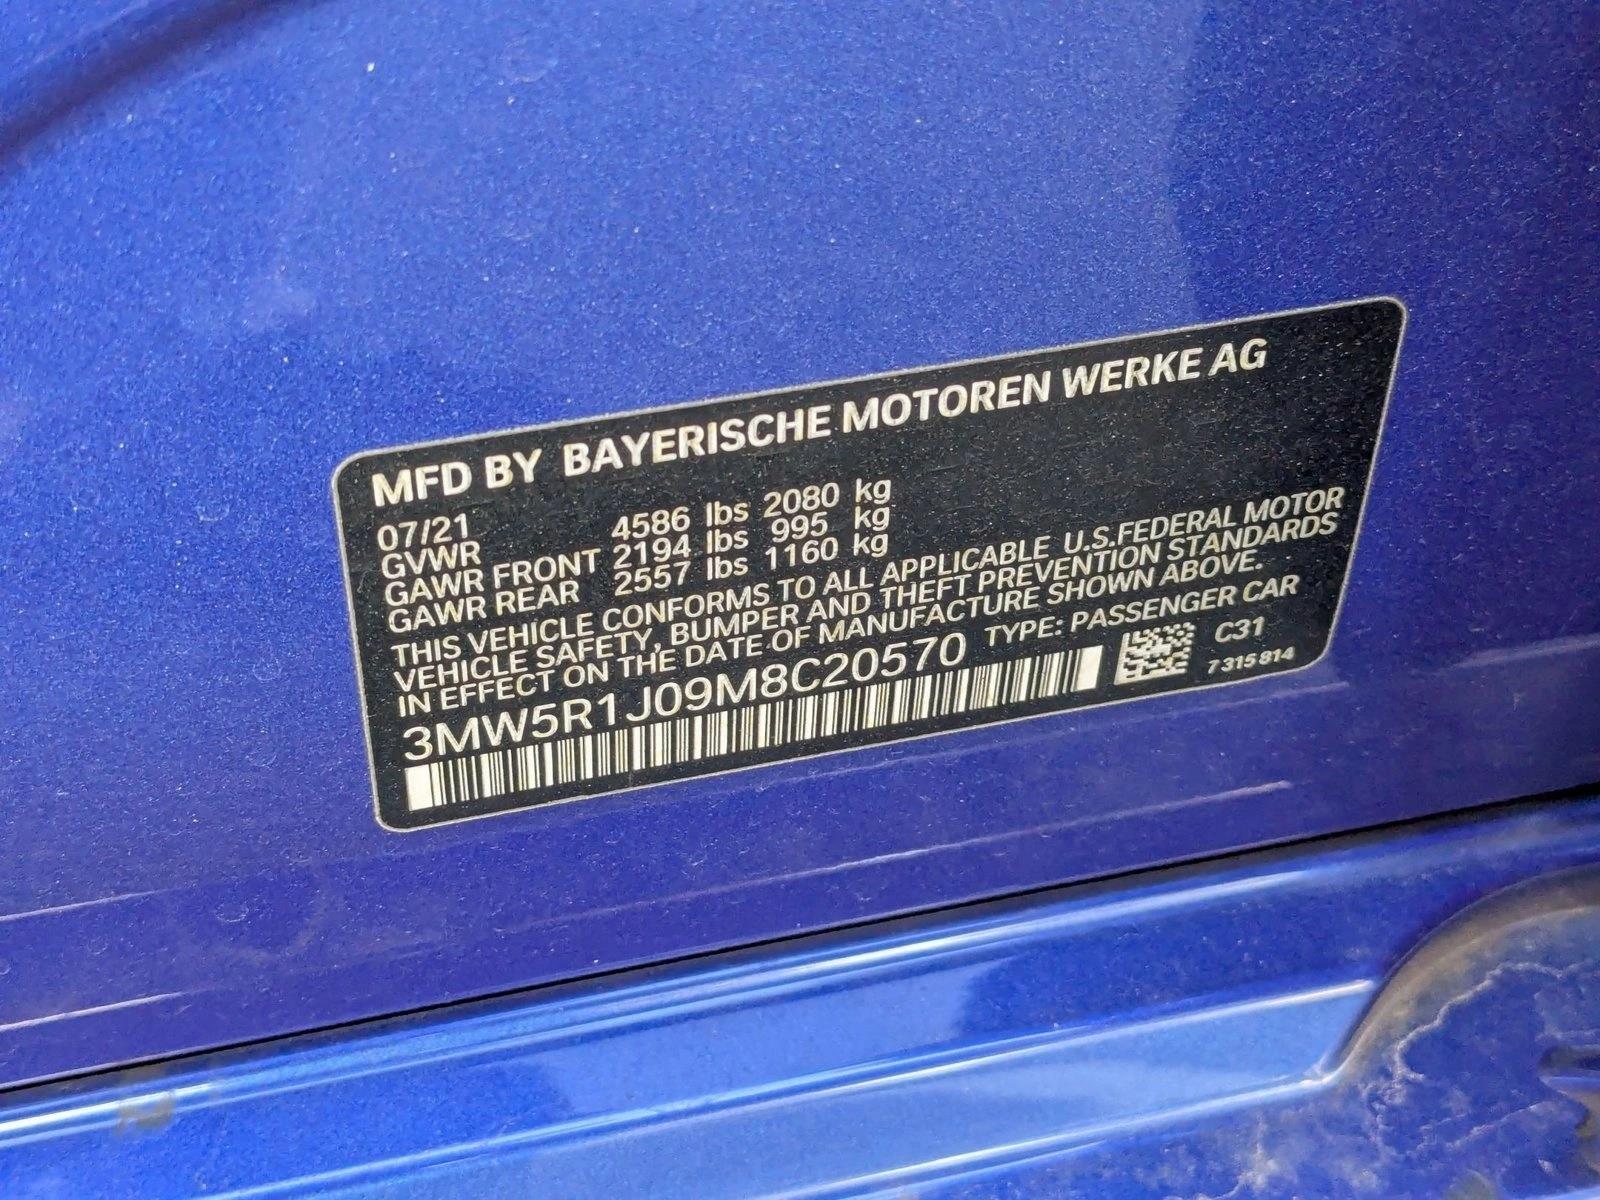 MFD BY BAYERISCHE MOTOREN WERKE AG
07/21
GVWR 4586 lbs 2080 kg
GAWR FRONT 2194 lbs 995 kg
GAWR REAR 2557 lbs 1160 kg
THIS VEHICLE CONFORMS TO ALL APPLICABLE U.S.FEDERAL MOTOR
VEHICLE SAFETY, BUMPER AND THEFT PREVENTION STANDARDS
IN EFFECT ON THE DATE OF MANUFACTURE SHOWN ABOVE.
3MW5R1J09M8C20570 TYPE: PASSENGER CAR
C31
7 315 814